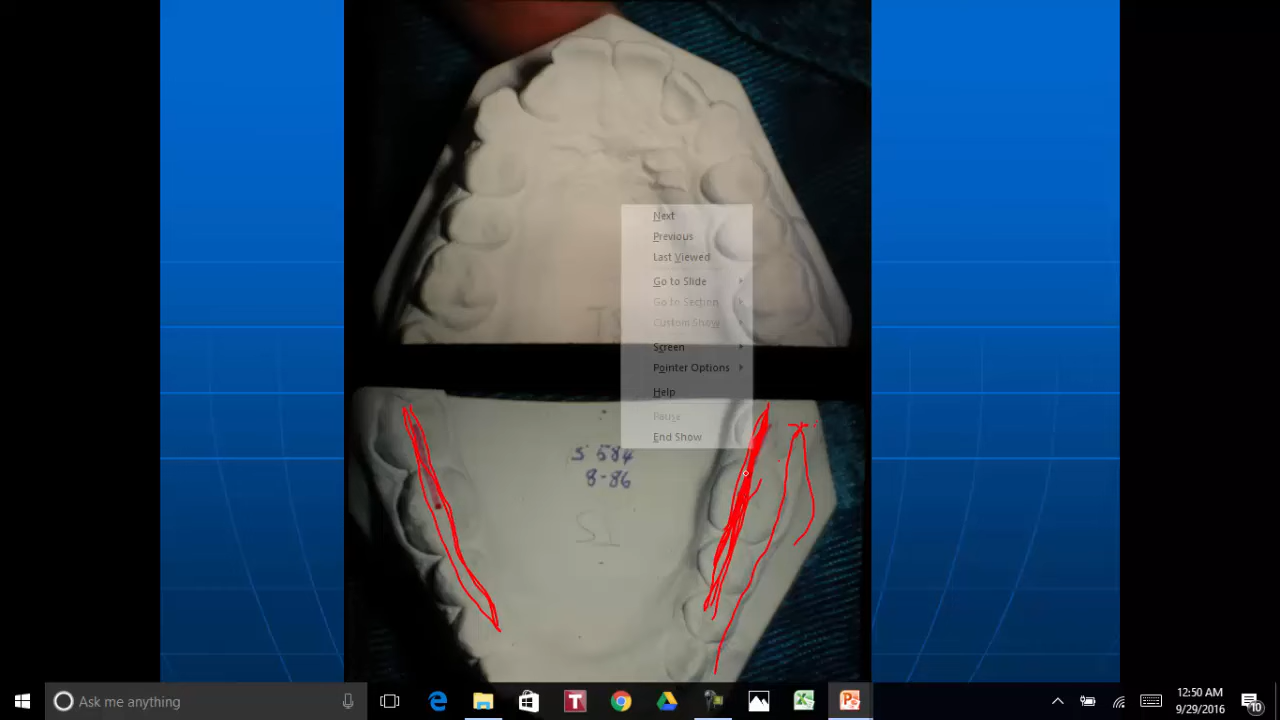 Next
Previous
Last Viewed
Go to Slide
Go to Section
Custom Show
Screen
Pointer Options
Help
Pause
End Show
S 584
8-86
Ask me anything
12:50 AM
9/29/2016
10